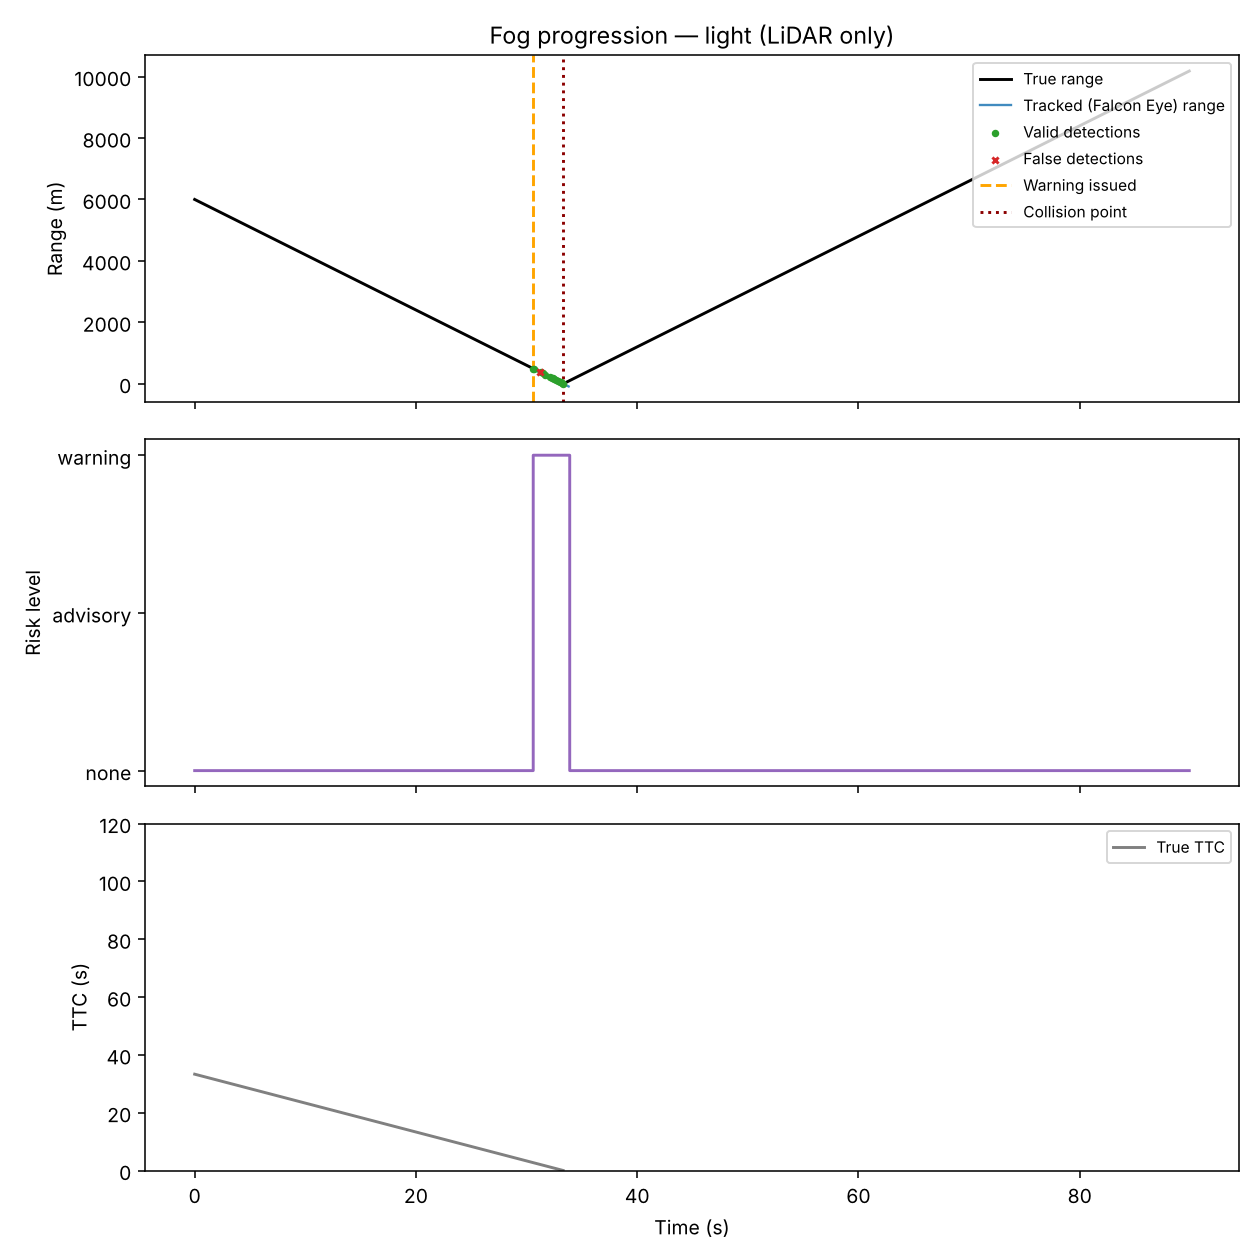 Fog progression — light (LiDAR only)
10000
8000
6000
4000
2000
0
Range (m)
True range
Tracked (Falcon Eye) range
Valid detections
False detections
Warning issued
Collision point
warning
advisory
none
Risk level
120
100
80
60
40
20
0
TTC (s)
True TTC
0 20 40 60 80
Time (s)